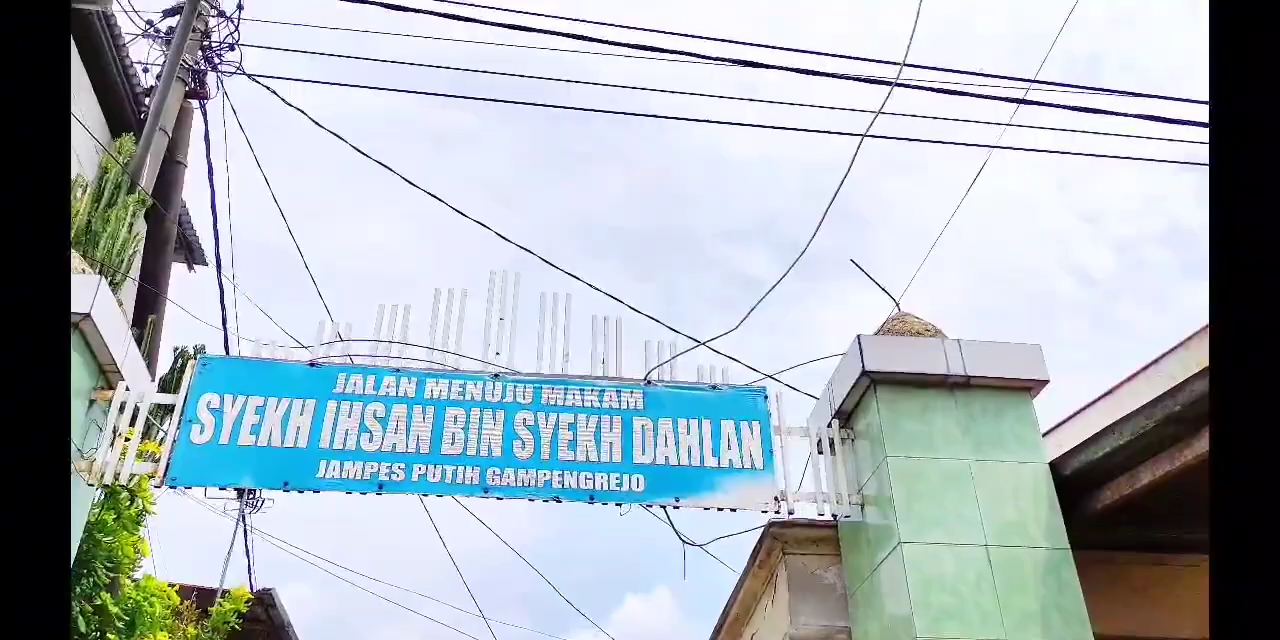 JALAN MENUJU MAKAM
SYEKH IHSAN BIN SYEKH DAHLAN
JAMPES PUTIH GAMPENGREJO